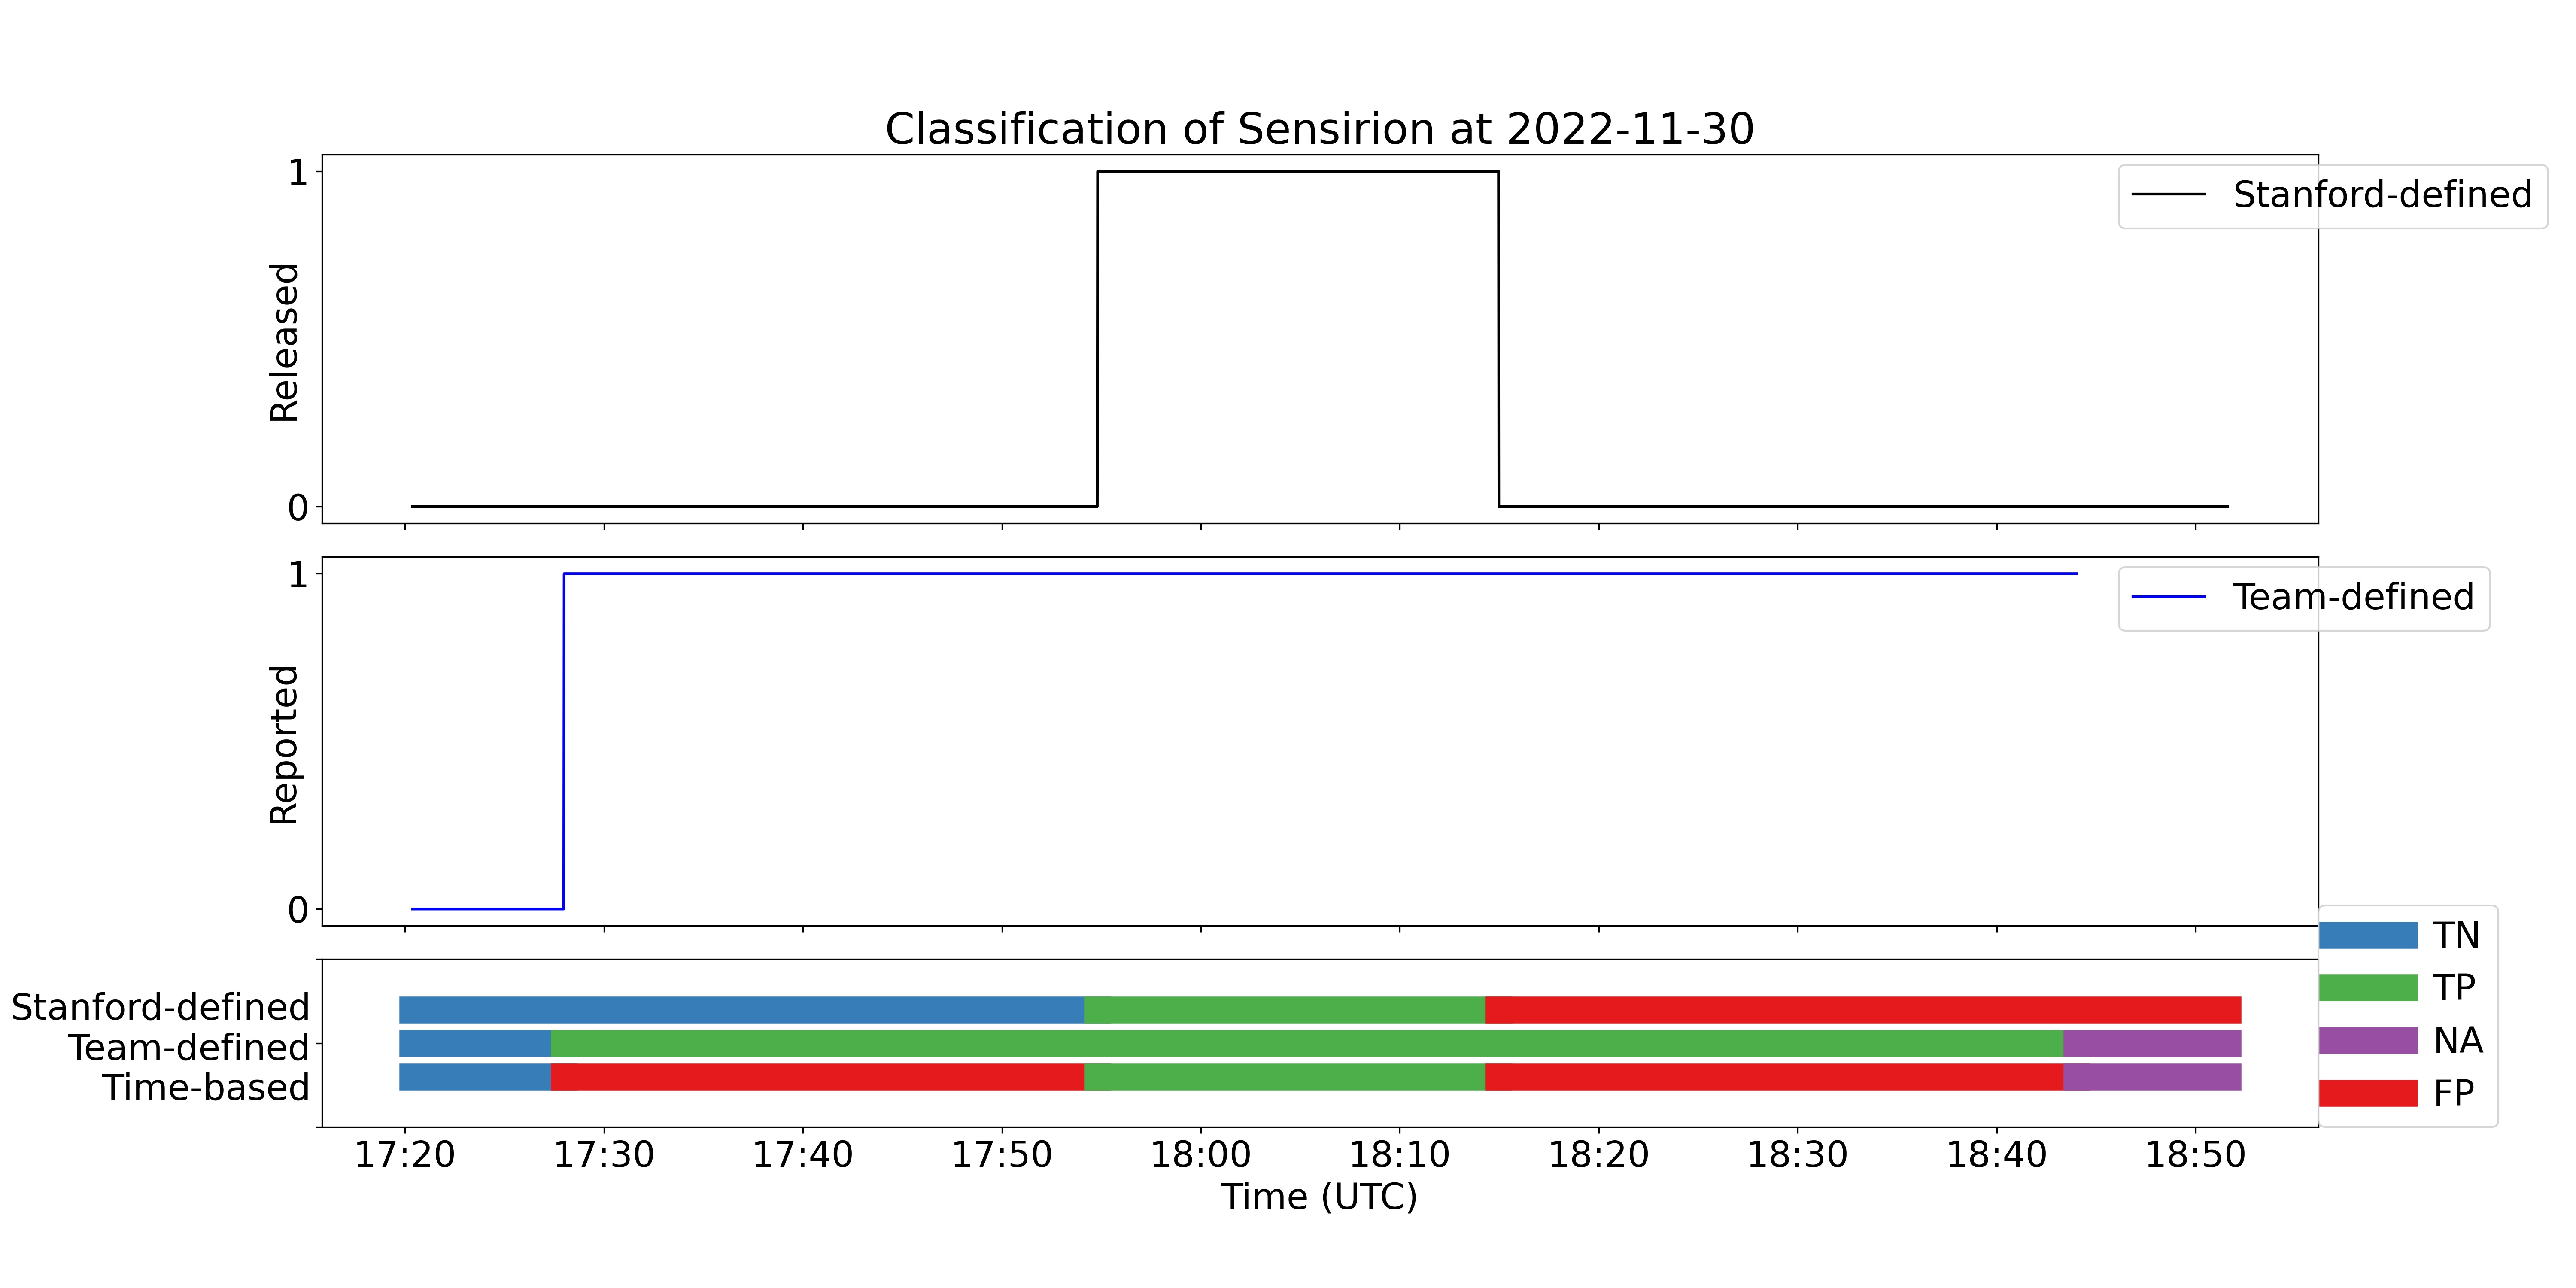 Classification of Sensirion at 2022-11-30
1
Released
0
Stanford-defined
1
Reported
0
Team-defined
TN
TP
NA
FP
Stanford-defined
Team-defined
Time-based
17:20 17:30 17:40 17:50 18:00 18:10 18:20 18:30 18:40 18:50
Time (UTC)